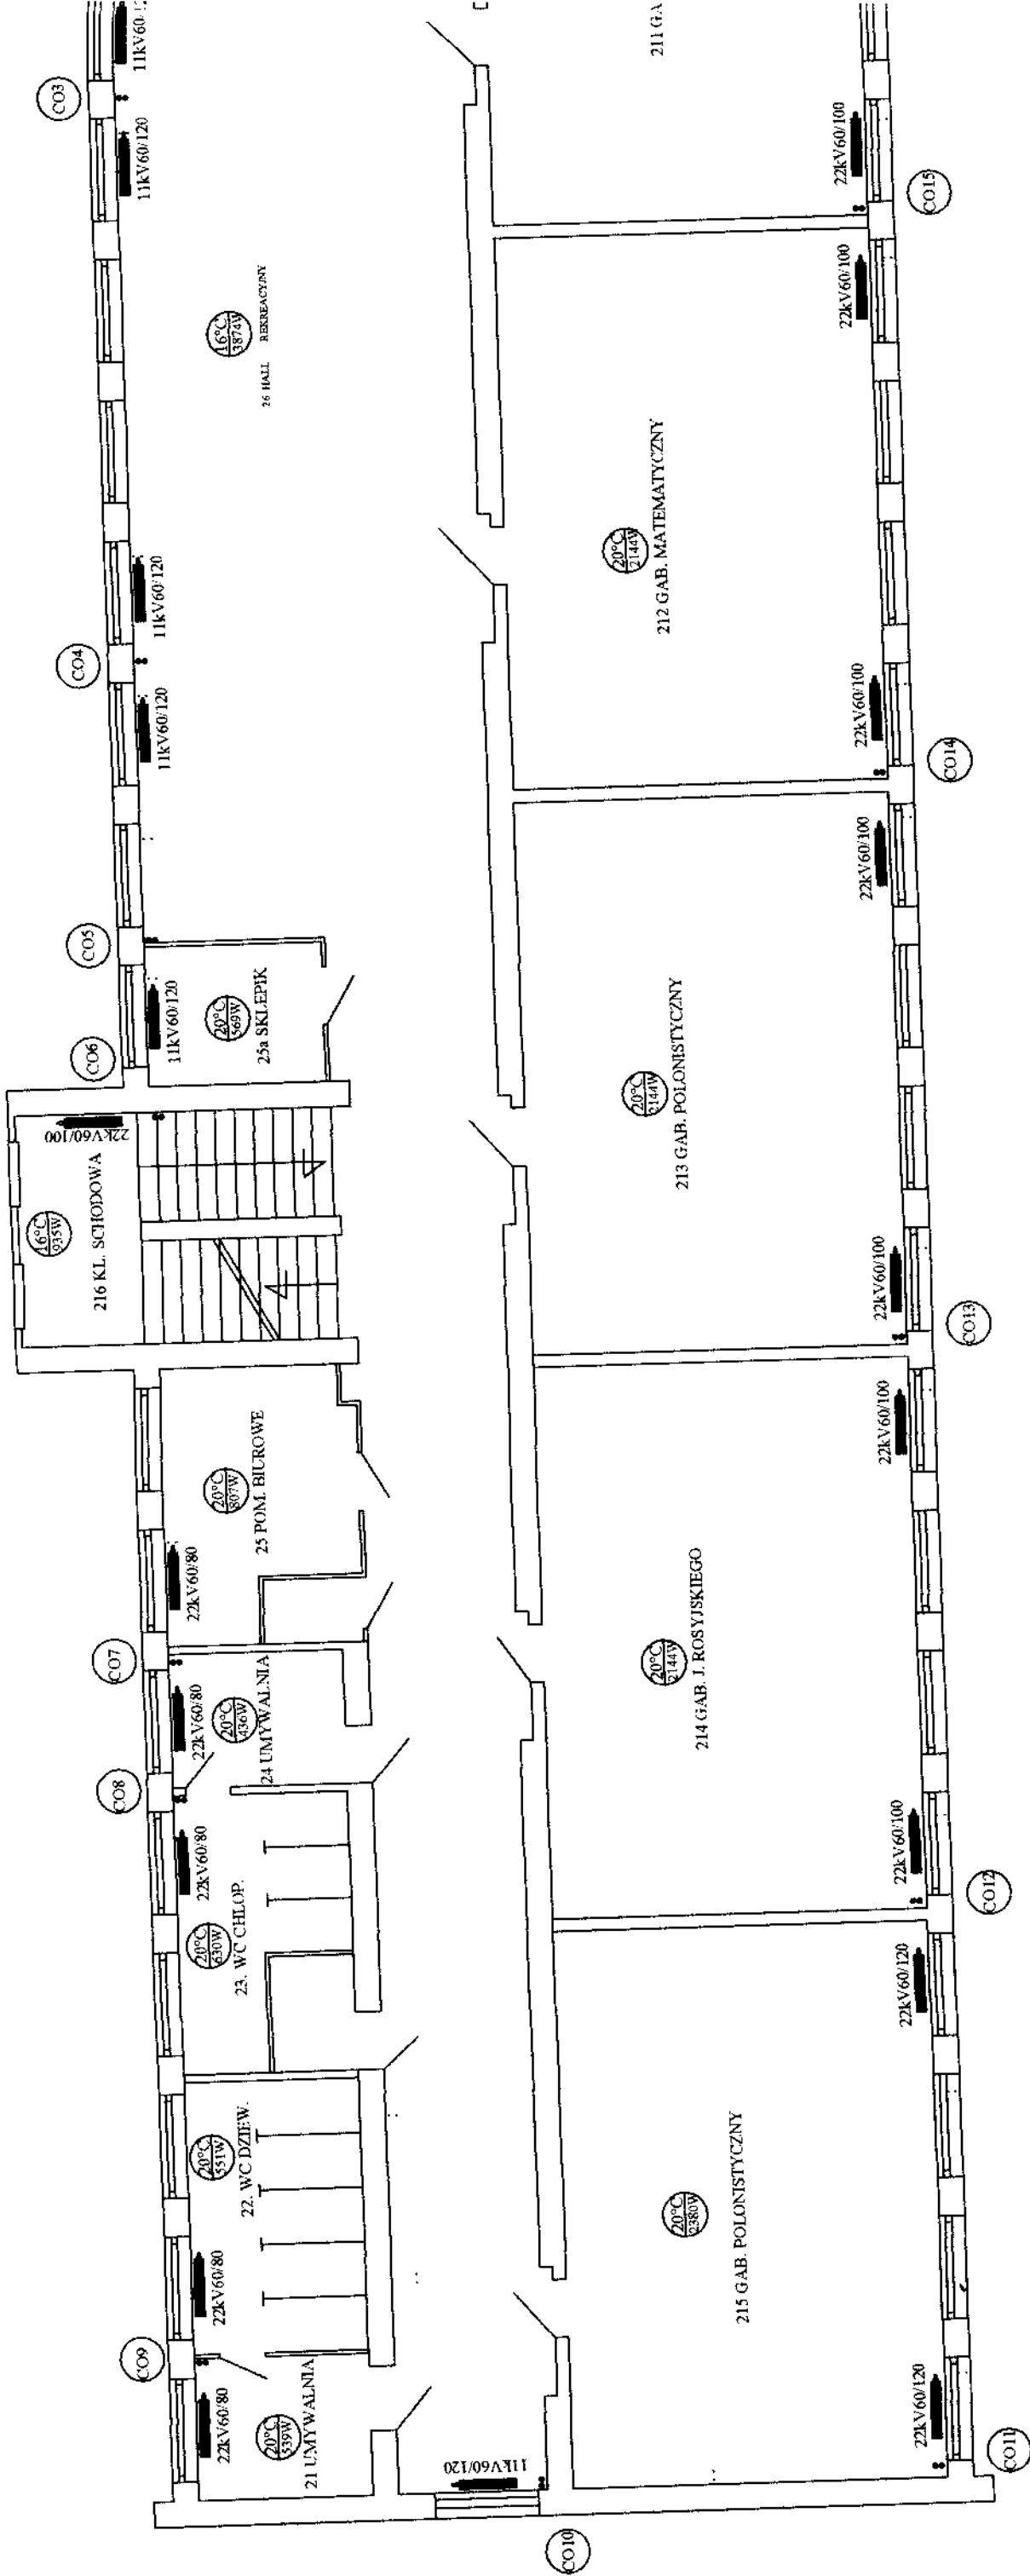 CO3
11kV60/120
11kV60/120
16°C
3874W
26 HALL REKREACYJNY
211 GA
22kV60/100
CO15
22kV60/100
20°C
2144W
212 GAB. MATEMATYCZNY
11kV60/120
CO4
11kV60/120
22kV60/100
CO14
22kV60/100
CO5
11kV60/120
20°C
569W
25a SKLEPIK
CO6
20°C
2144W
213 GAB. POLONISTYCZNY
22kV60/100
16°C
935W
216 KL. SCHODOWA
22kV60/100
CO13
22kV60/100
20°C
807W
25 POM. BIUROWE
22kV60/80
CO7
22kV60/80
20°C
436W
24 UMYWALNIA
20°C
2144W
214 GAB. J. ROSYJSKIEGO
CO8
22kV60/80
20°C
630W
23. WC CHLOP.
22kV60/100
CO12
22kV60/120
20°C
551W
22. WC DZIEW.
22kV60/80
20°C
2380W
215 GAB. POLONISTYCZNY
CO9
22kV60/80
20°C
539W
21 UMYWALNIA
11kV60/120
CO10
22kV60/120
CO11